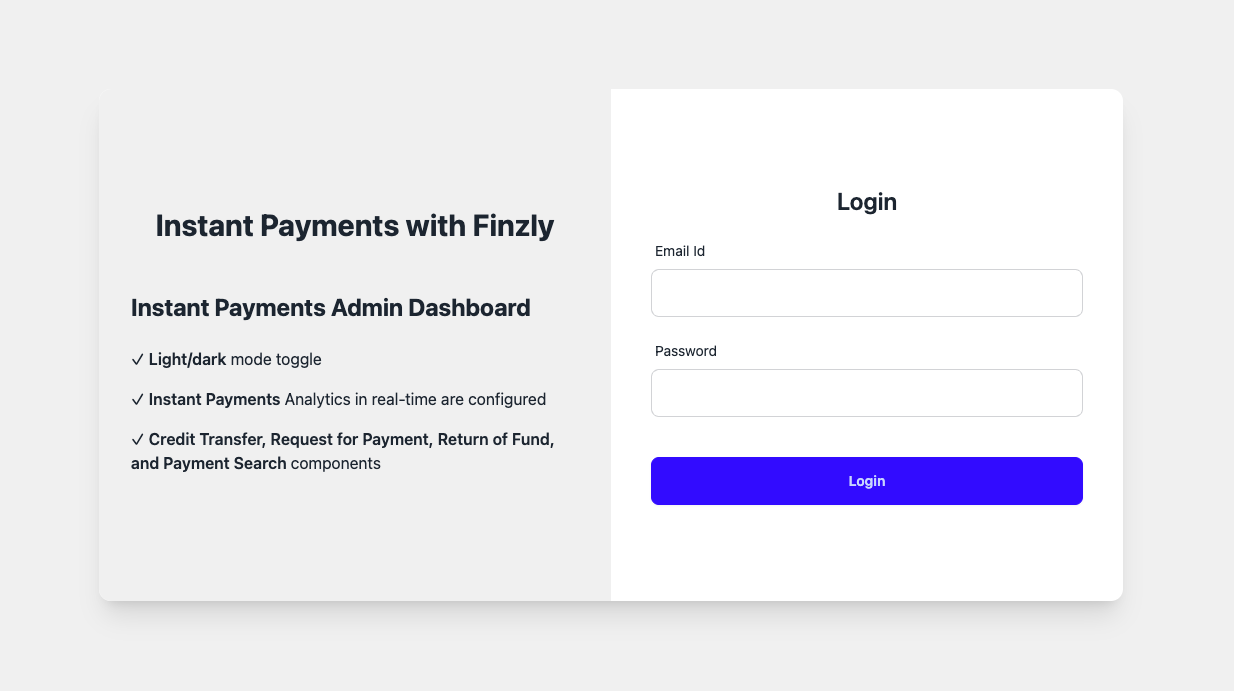 Instant Payments with Finzly
Instant Payments Admin Dashboard
✓ Light/dark mode toggle
✓ Instant Payments Analytics in real-time are configured
✓ Credit Transfer, Request for Payment, Return of Fund,
and Payment Search components
Login
Email Id
Password
Login